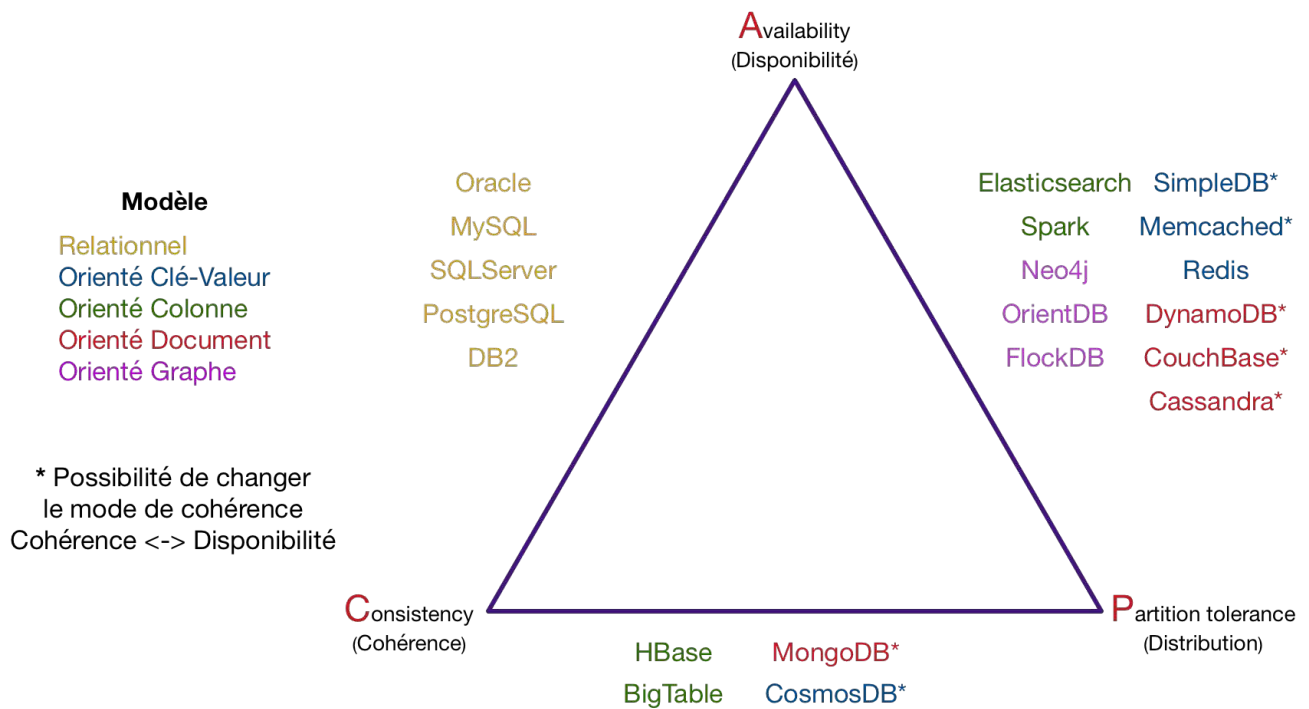 Availability
(Disponibilité)
Modèle
Relationnel
Orienté Clé-Valeur
Orienté Colonne
Orienté Document
Orienté Graphe
* Possibilité de changer
le mode de cohérence
Cohérence <-> Disponibilité
Oracle
MySQL
SQLServer
PostgreSQL
DB2
Elasticsearch SimpleDB*
Spark Memcached*
Neo4j Redis
OrientDB DynamoDB*
FlockDB CouchBase*
Cassandra*
Consistency
(Cohérence)
Partition tolerance
(Distribution)
HBase MongoDB*
BigTable CosmosDB*